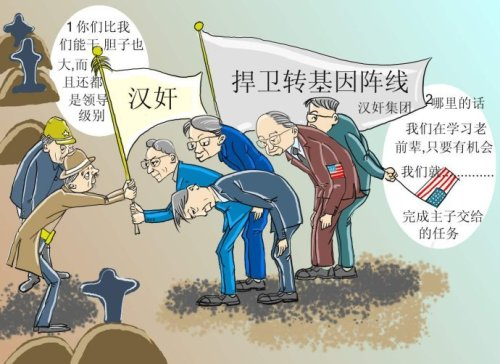 1 你们比我
们能干,胆子也
大,而
且还都
是领导
级别
汉奸
捍卫转基因阵线
汉奸集团
2哪里的话
我们在学习老
前辈,只要有机会
我们就............
完成主子交给
的任务